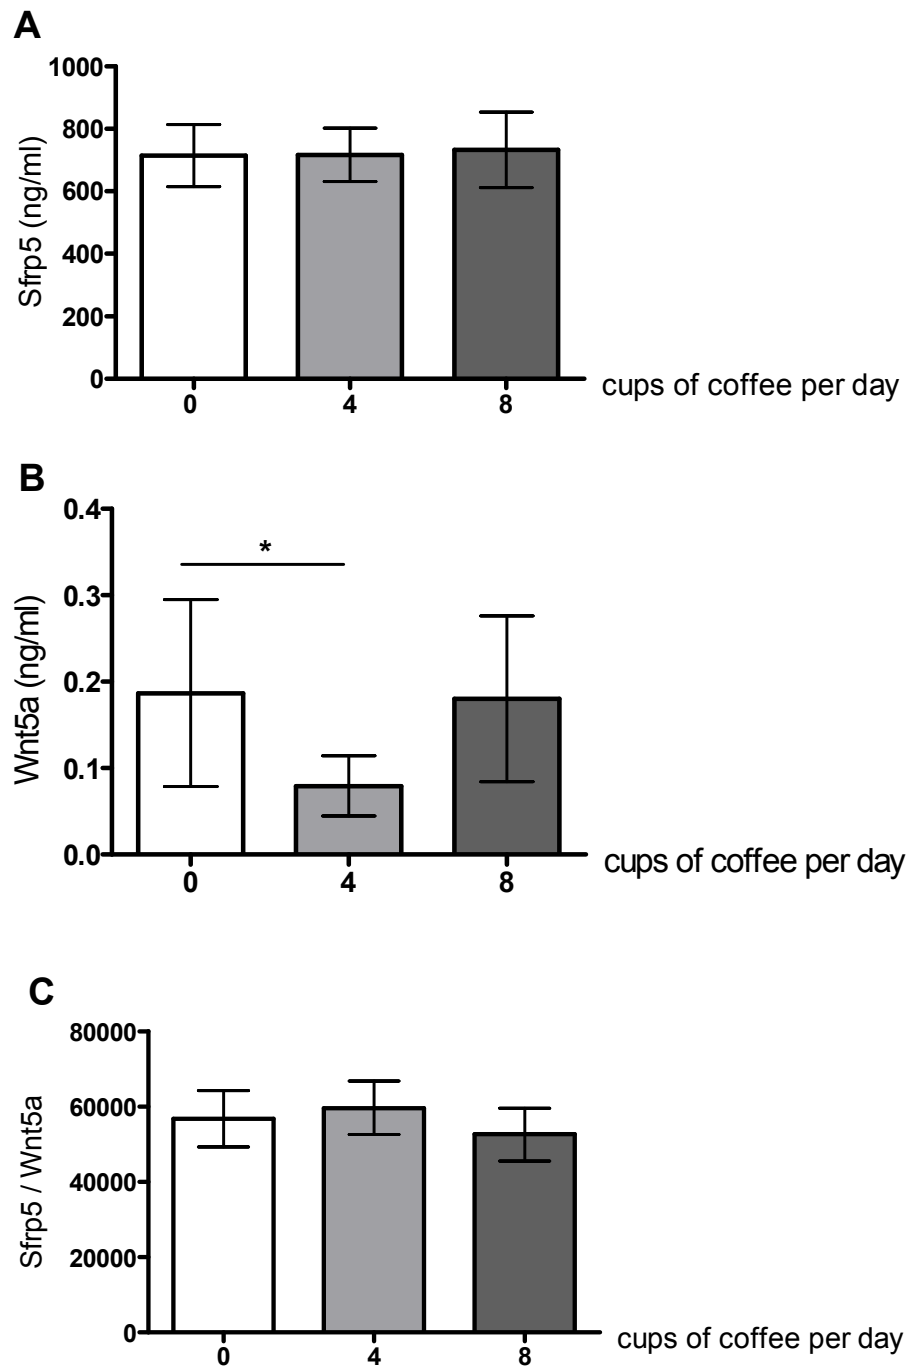 A
1000
800
600
400
200
0
Sfrp5 (ng/ml)
0 4 8
cups of coffee per day
B
0.4
0.3
0.2
0.1
0.0
Wnt5a (ng/ml)
*
0 4 8
cups of coffee per day
C
80000
60000
40000
20000
0
Sfrp5 / Wnt5a
0 4 8
cups of coffee per day